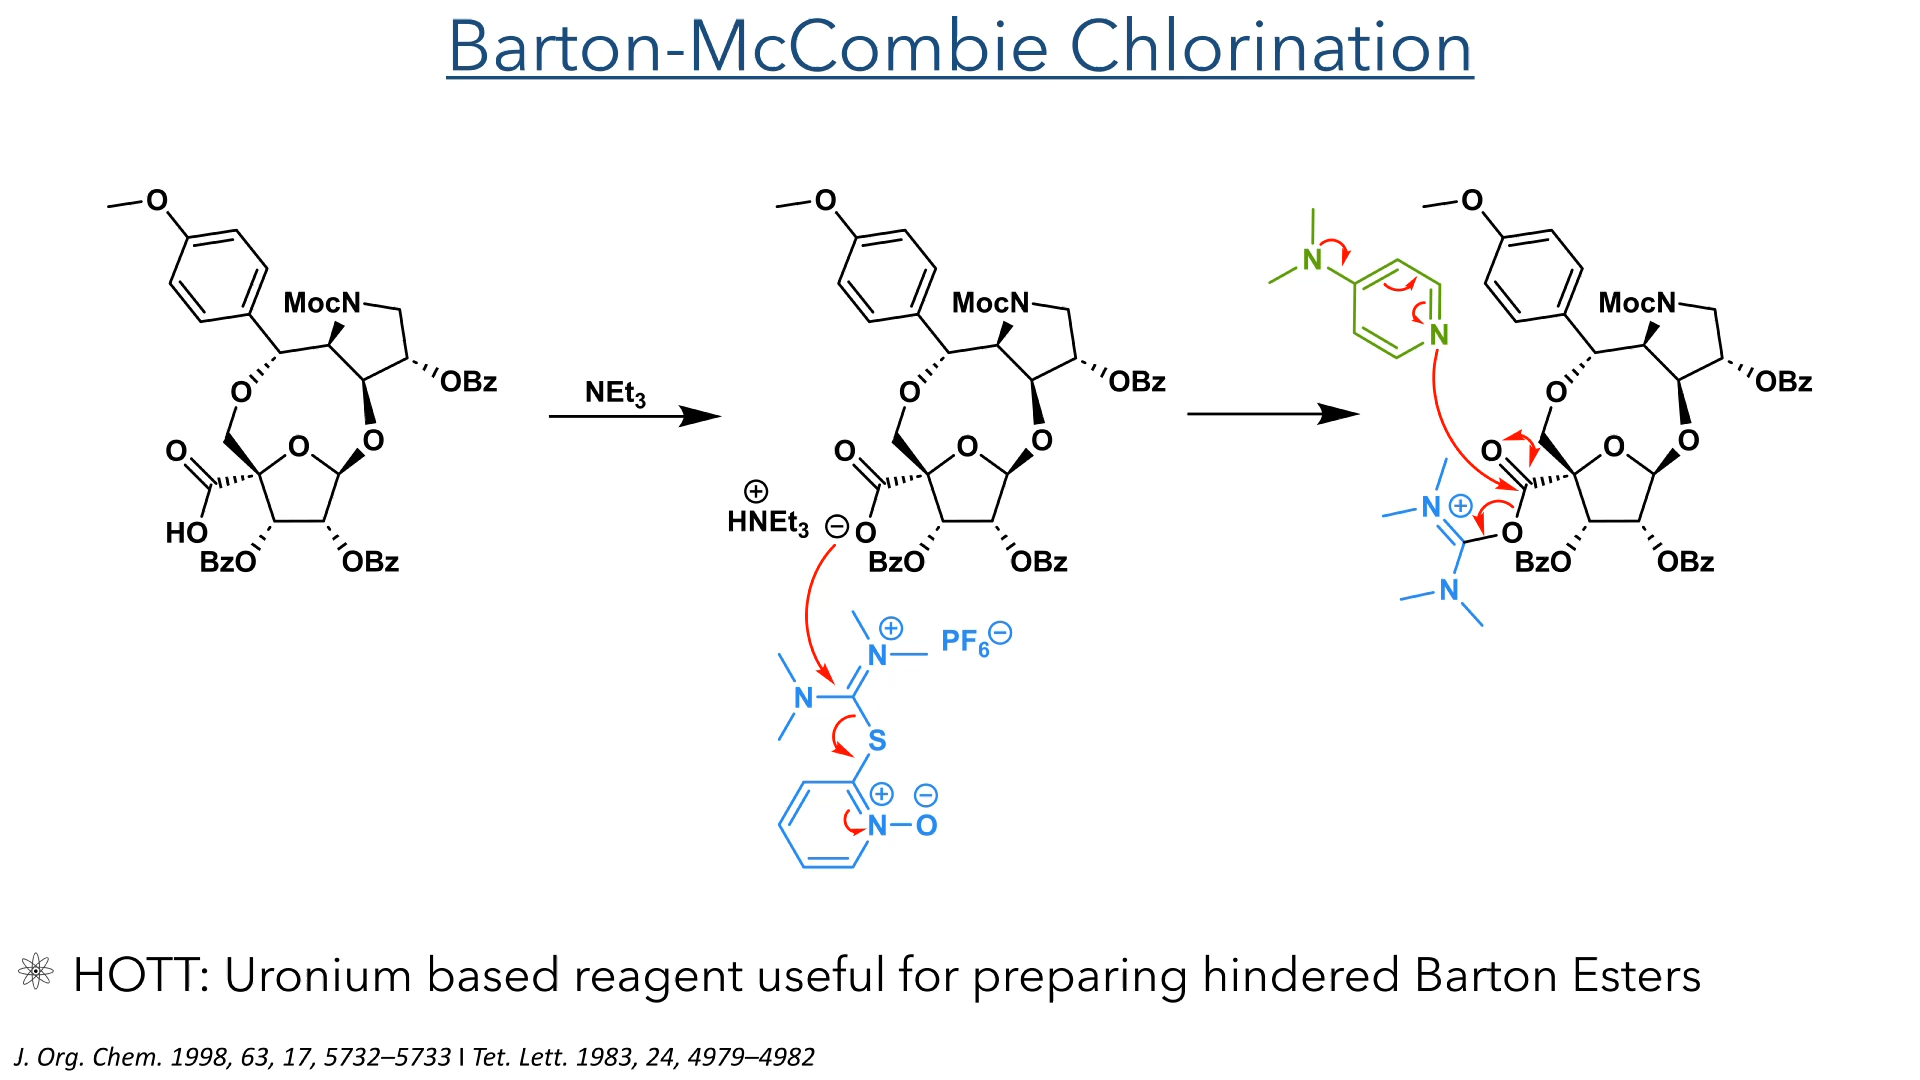 Barton-McCombie Chlorination
O
MocN
OBz
O
O
O
O
HO
BzO
OBz
NEt3
O
MocN
OBz
O
O
O
O
⊕
HNEt3
⊖
O
BzO
OBz
N
⊕
PF6⊖
N
S
⊕
⊖
N
O
N
N
O
MocN
OBz
O
O
O
O
N
⊕
O
BzO
OBz
N
HOTT: Uronium based reagent useful for preparing hindered Barton Esters
J. Org. Chem. 1998, 63, 17, 5732–5733 I Tet. Lett. 1983, 24, 4979–4982